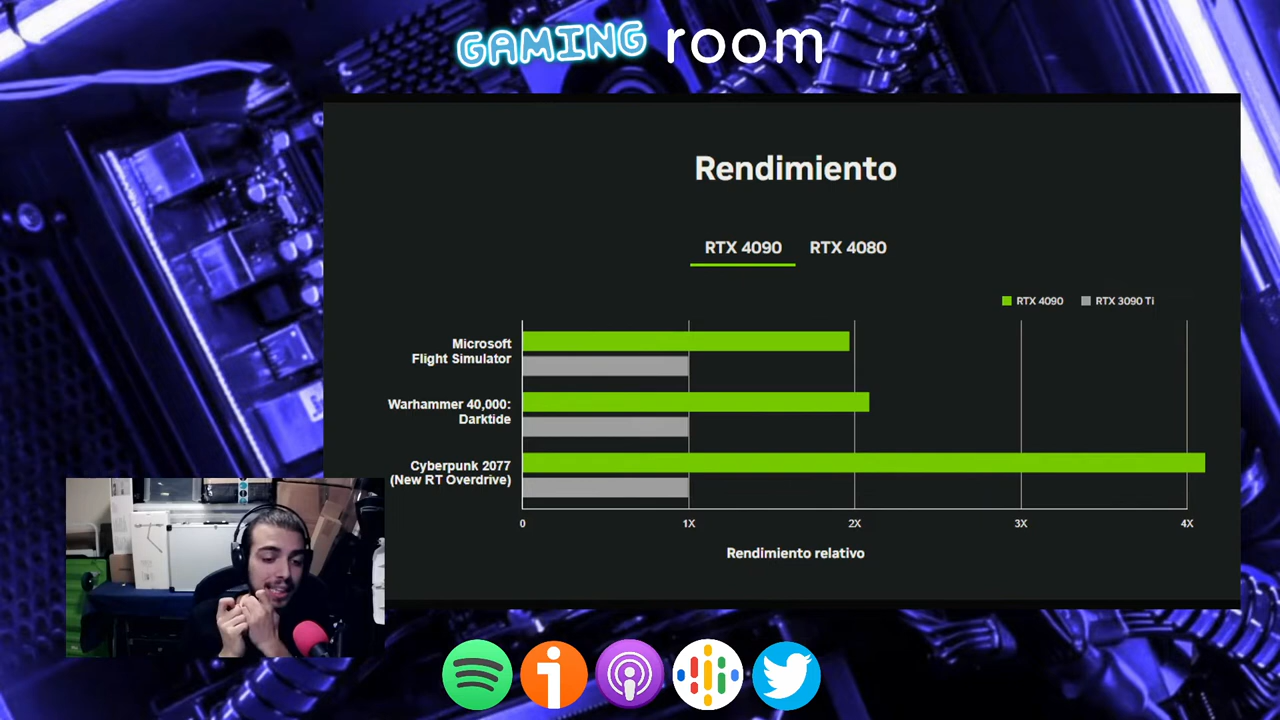 GAMING room
Rendimiento
RTX 4090 RTX 4080
RTX 4090 RTX 3090 Ti
Microsoft
Flight Simulator
Warhammer 40,000:
Darktide
Cyberpunk 2077
(New RT Overdrive)
0 1X 2X 3X 4X
Rendimiento relativo